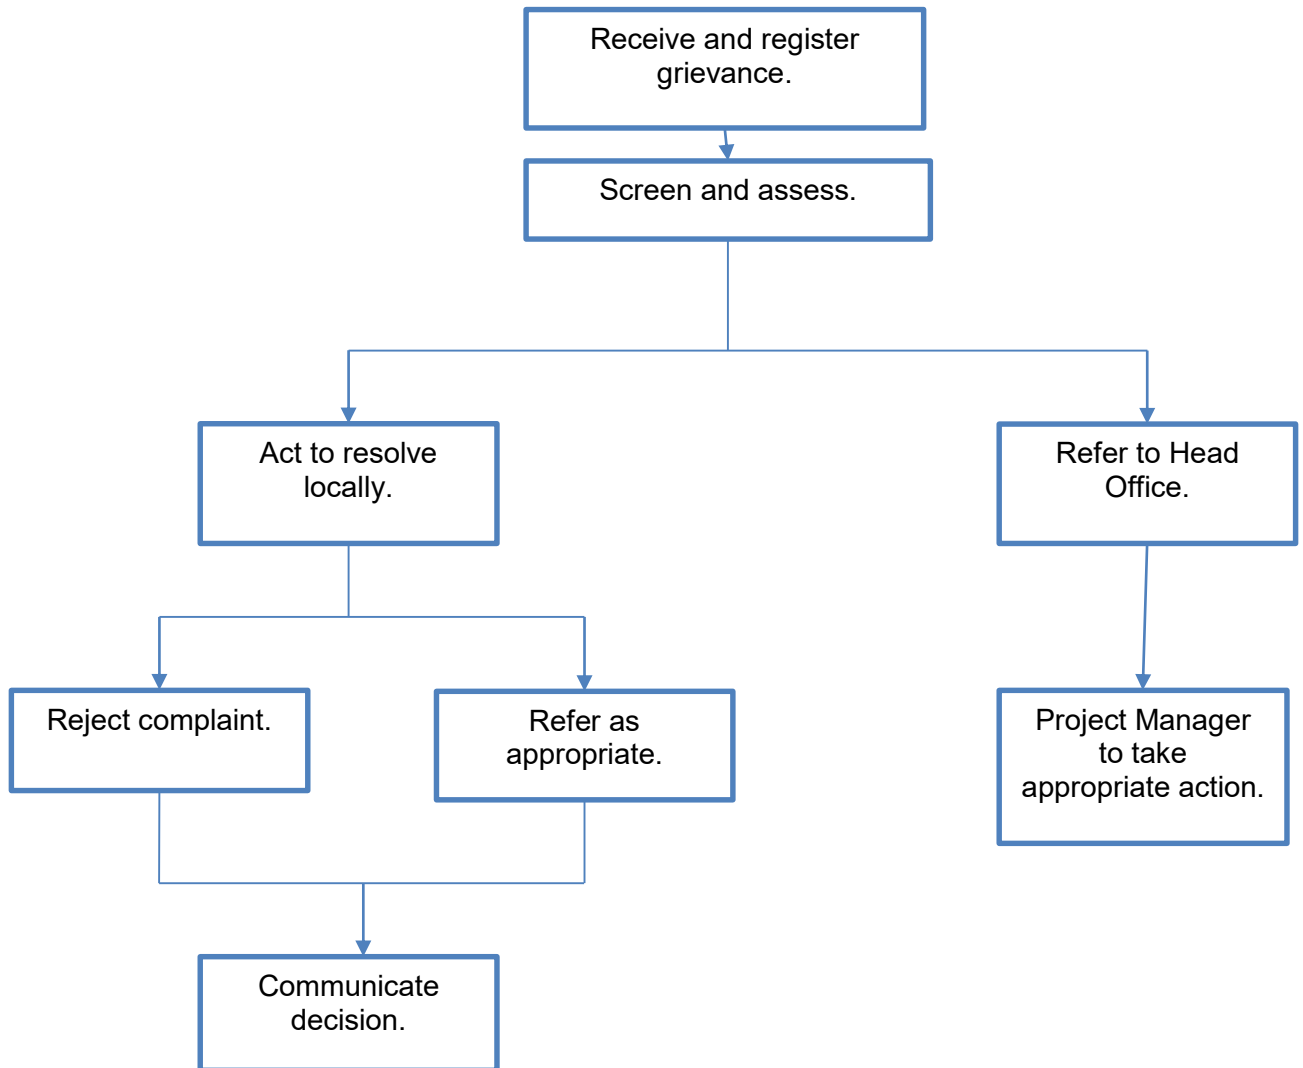 Receive and register
grievance.
Screen and assess.
Act to resolve
locally.
Refer to Head
Office.
Reject complaint.
Refer as
appropriate.
Project Manager
to take
appropriate action.
Communicate
decision.